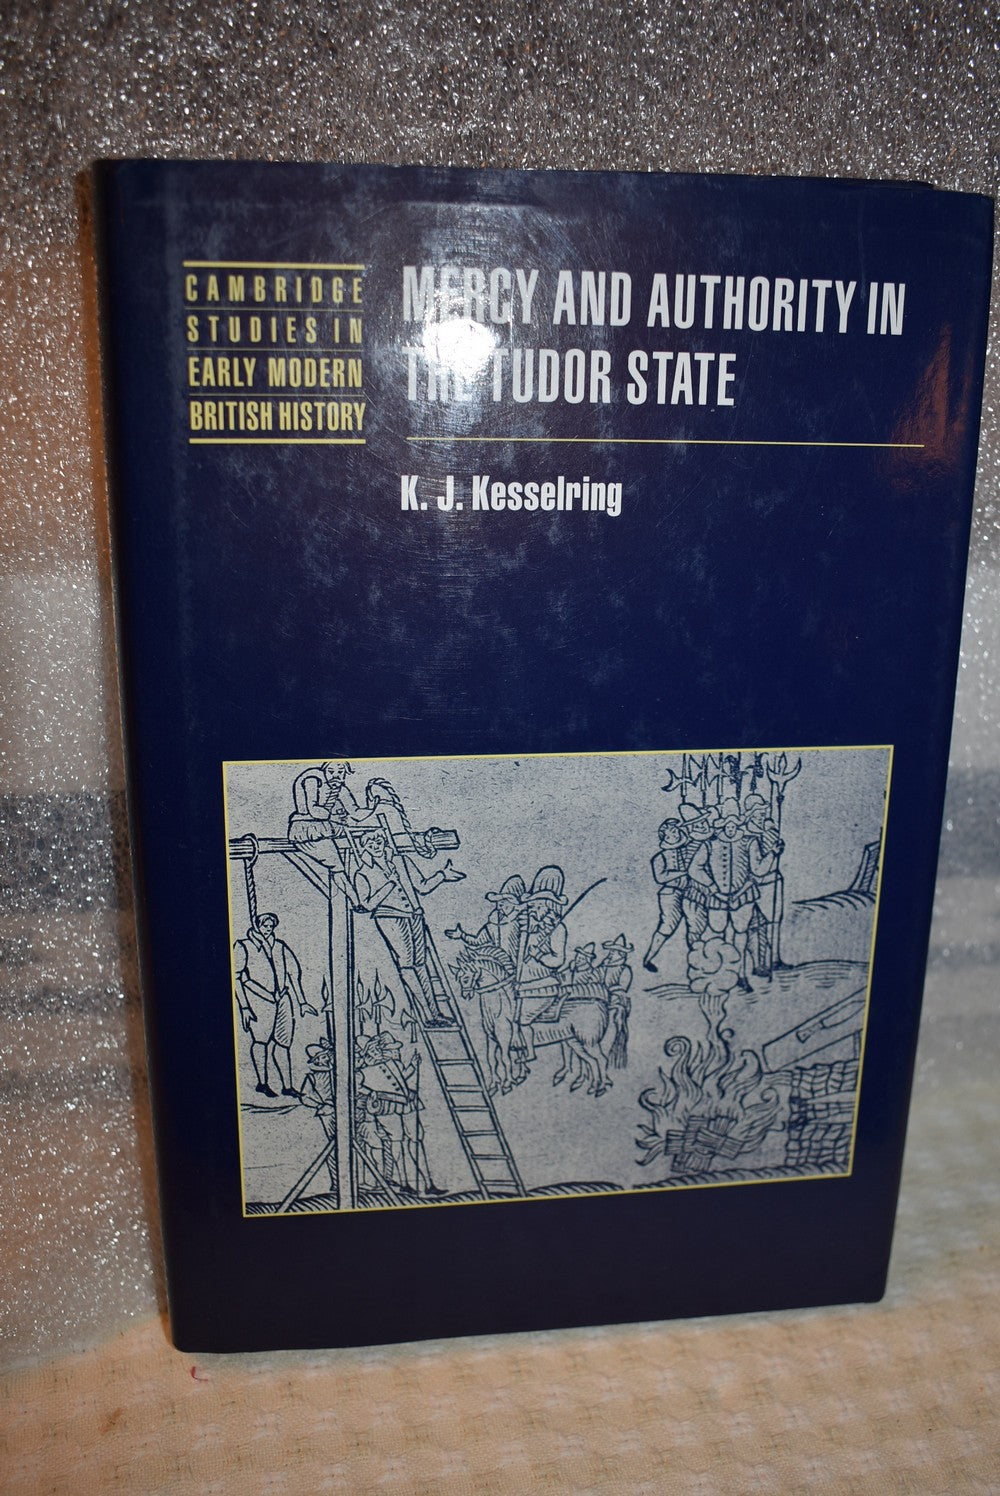 CAMBRIDGE
STUDIES IN
EARLY MODERN
BRITISH HISTORY
MERCY AND AUTHORITY IN
THE TUDOR STATE
K. J. Kesselring